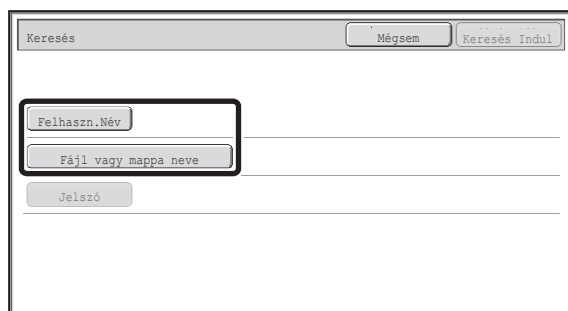 Keresés Mégsem Keresés Indul
Felhaszn.Név
Fájl vagy mappa neve
Jelszó